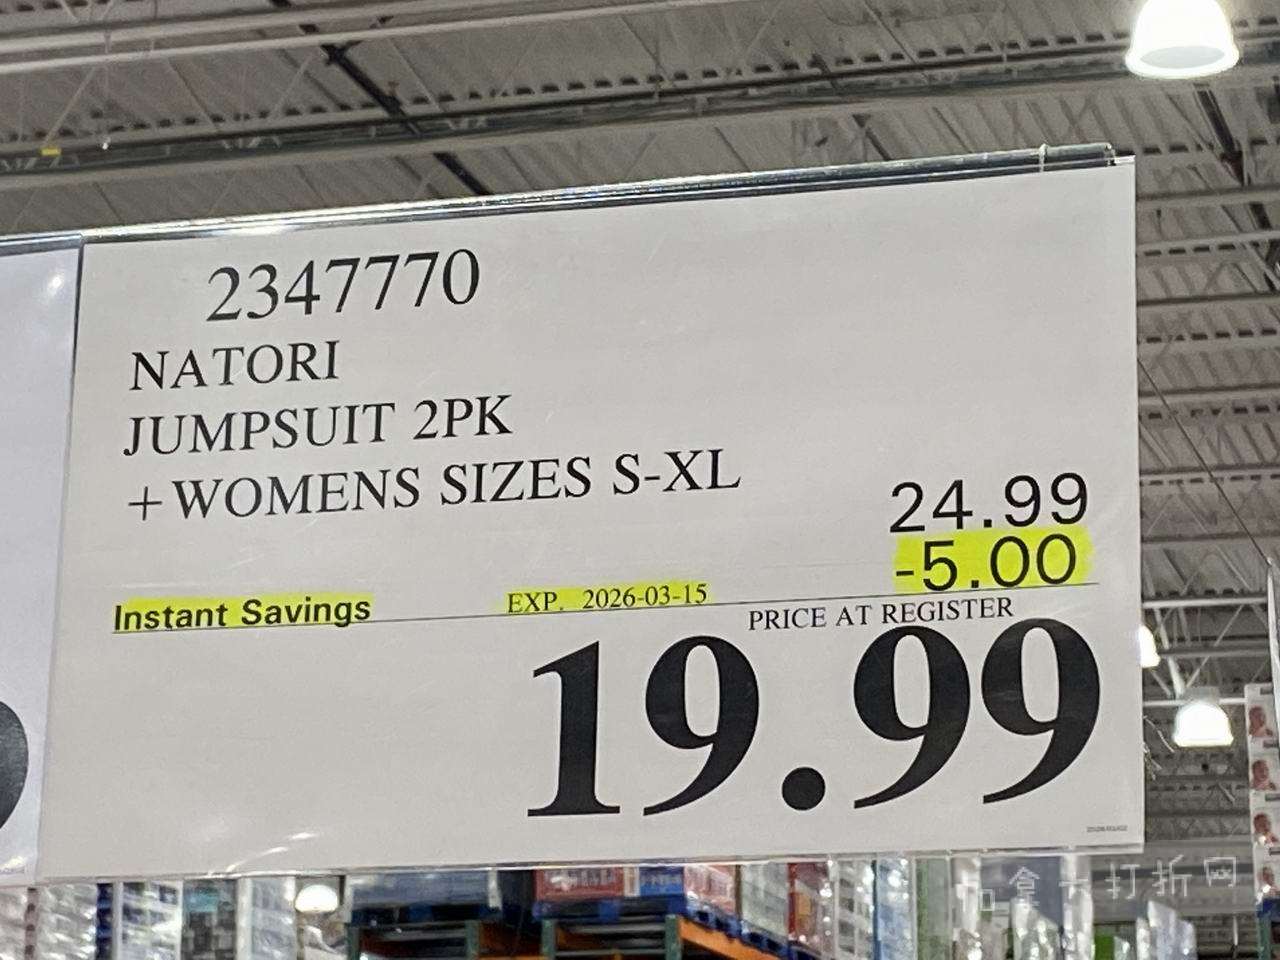 2347770
NATORI
JUMPSUIT 2PK
+WOMENS SIZES S-XL
24.99
-5.00
Instant Savings EXP. 2026-03-15
PRICE AT REGISTER
19.99
加拿大打折网